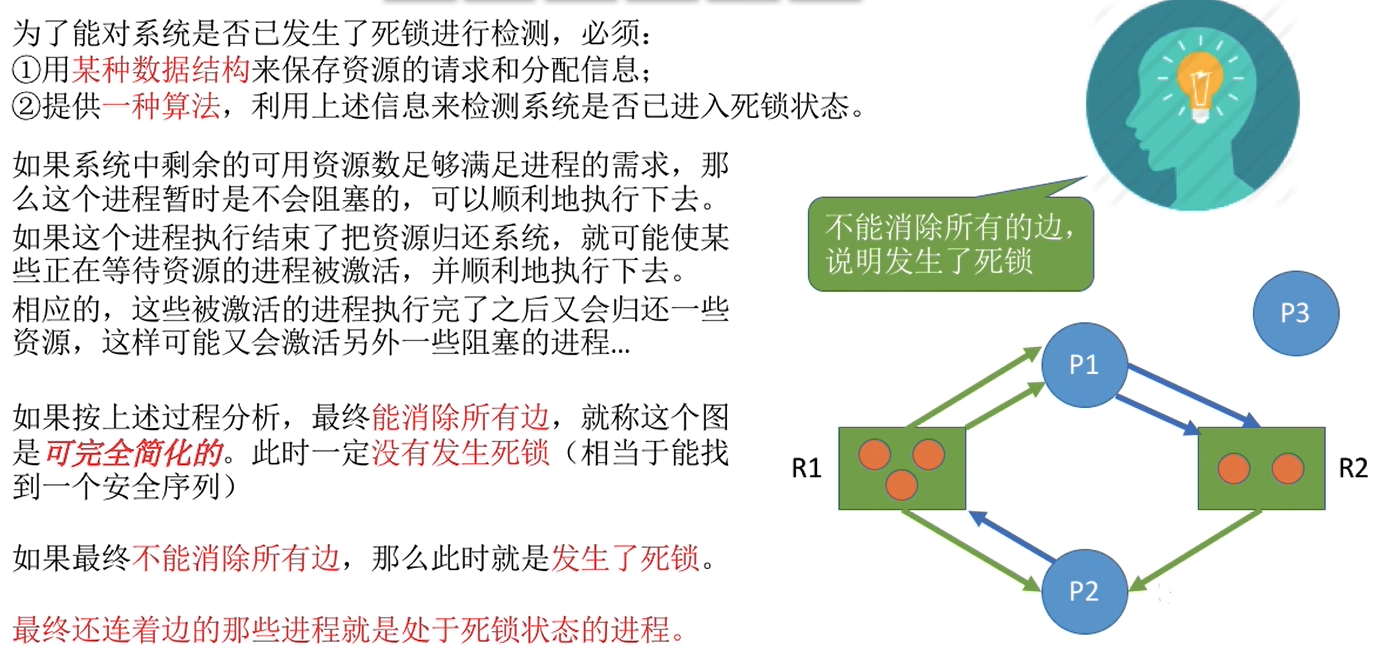 为了能对系统是否已发生了死锁进行检测，必须：
①用某种数据结构来保存资源的请求和分配信息；
②提供一种算法，利用上述信息来检测系统是否已进入死锁状态。
如果系统中剩余的可用资源数足够满足进程的需求，那
么这个进程暂时是不会阻塞的，可以顺利地执行下去。
如果这个进程执行结束了把资源归还系统，就可能使某
些正在等待资源的进程被激活，并顺利地执行下去。
相应的，这些被激活的进程执行完了之后又会归还一些
资源，这样可能又会激活另外一些阻塞的进程...
如果按上述过程分析，最终能消除所有边，就称这个图
是可完全简化的。此时一定没有发生死锁（相当于能找
到一个安全序列）
如果最终不能消除所有边，那么此时就是发生了死锁。
最终还连着边的那些进程就是处于死锁状态的进程。
不能消除所有的边，
说明发生了死锁
P3
P1
R1
R2
P2